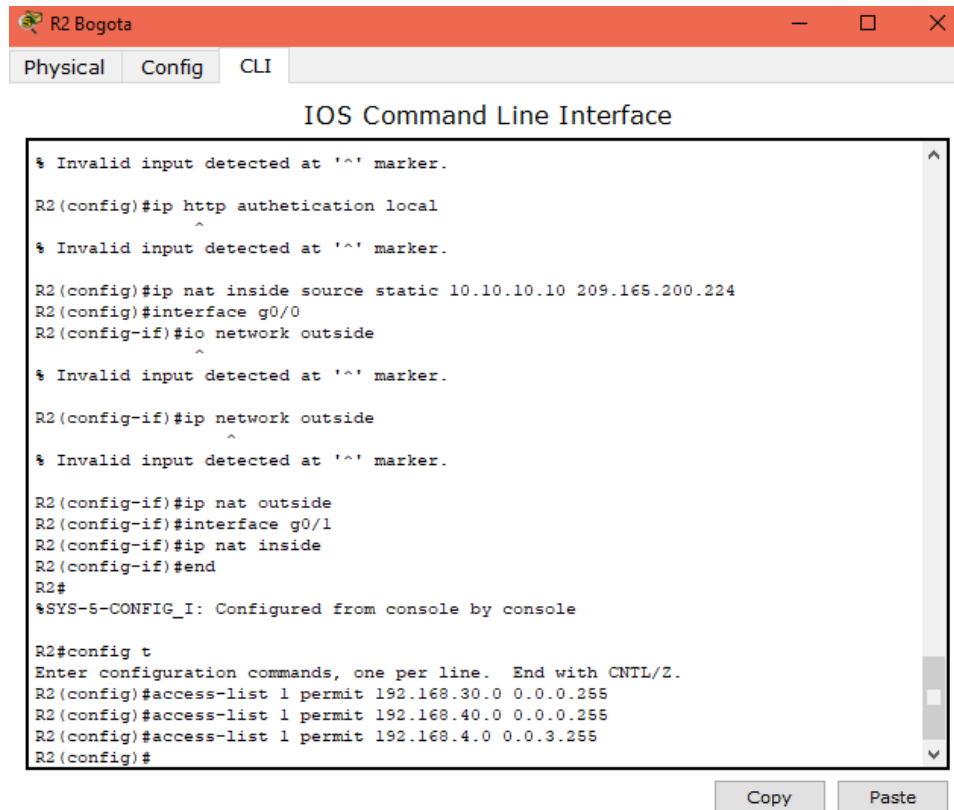 R2 Bogota
Physical Config CLI
IOS Command Line Interface
% Invalid input detected at '^' marker.
R2(config)#ip http authetication local
^
% Invalid input detected at '^' marker.
R2(config)#ip nat inside source static 10.10.10.10 209.165.200.224
R2(config)#interface g0/0
R2(config-if)#io network outside
^
% Invalid input detected at '^' marker.
R2(config-if)#ip network outside
^
% Invalid input detected at '^' marker.
R2(config-if)#ip nat outside
R2(config-if)#interface g0/1
R2(config-if)#ip nat inside
R2(config-if)#end
R2#
%SYS-5-CONFIG_I: Configured from console by console
R2#config t
Enter configuration commands, one per line.  End with CNTL/Z.
R2(config)#access-list 1 permit 192.168.30.0 0.0.0.255
R2(config)#access-list 1 permit 192.168.40.0 0.0.0.255
R2(config)#access-list 1 permit 192.168.4.0 0.0.3.255
R2(config)#
Copy Paste